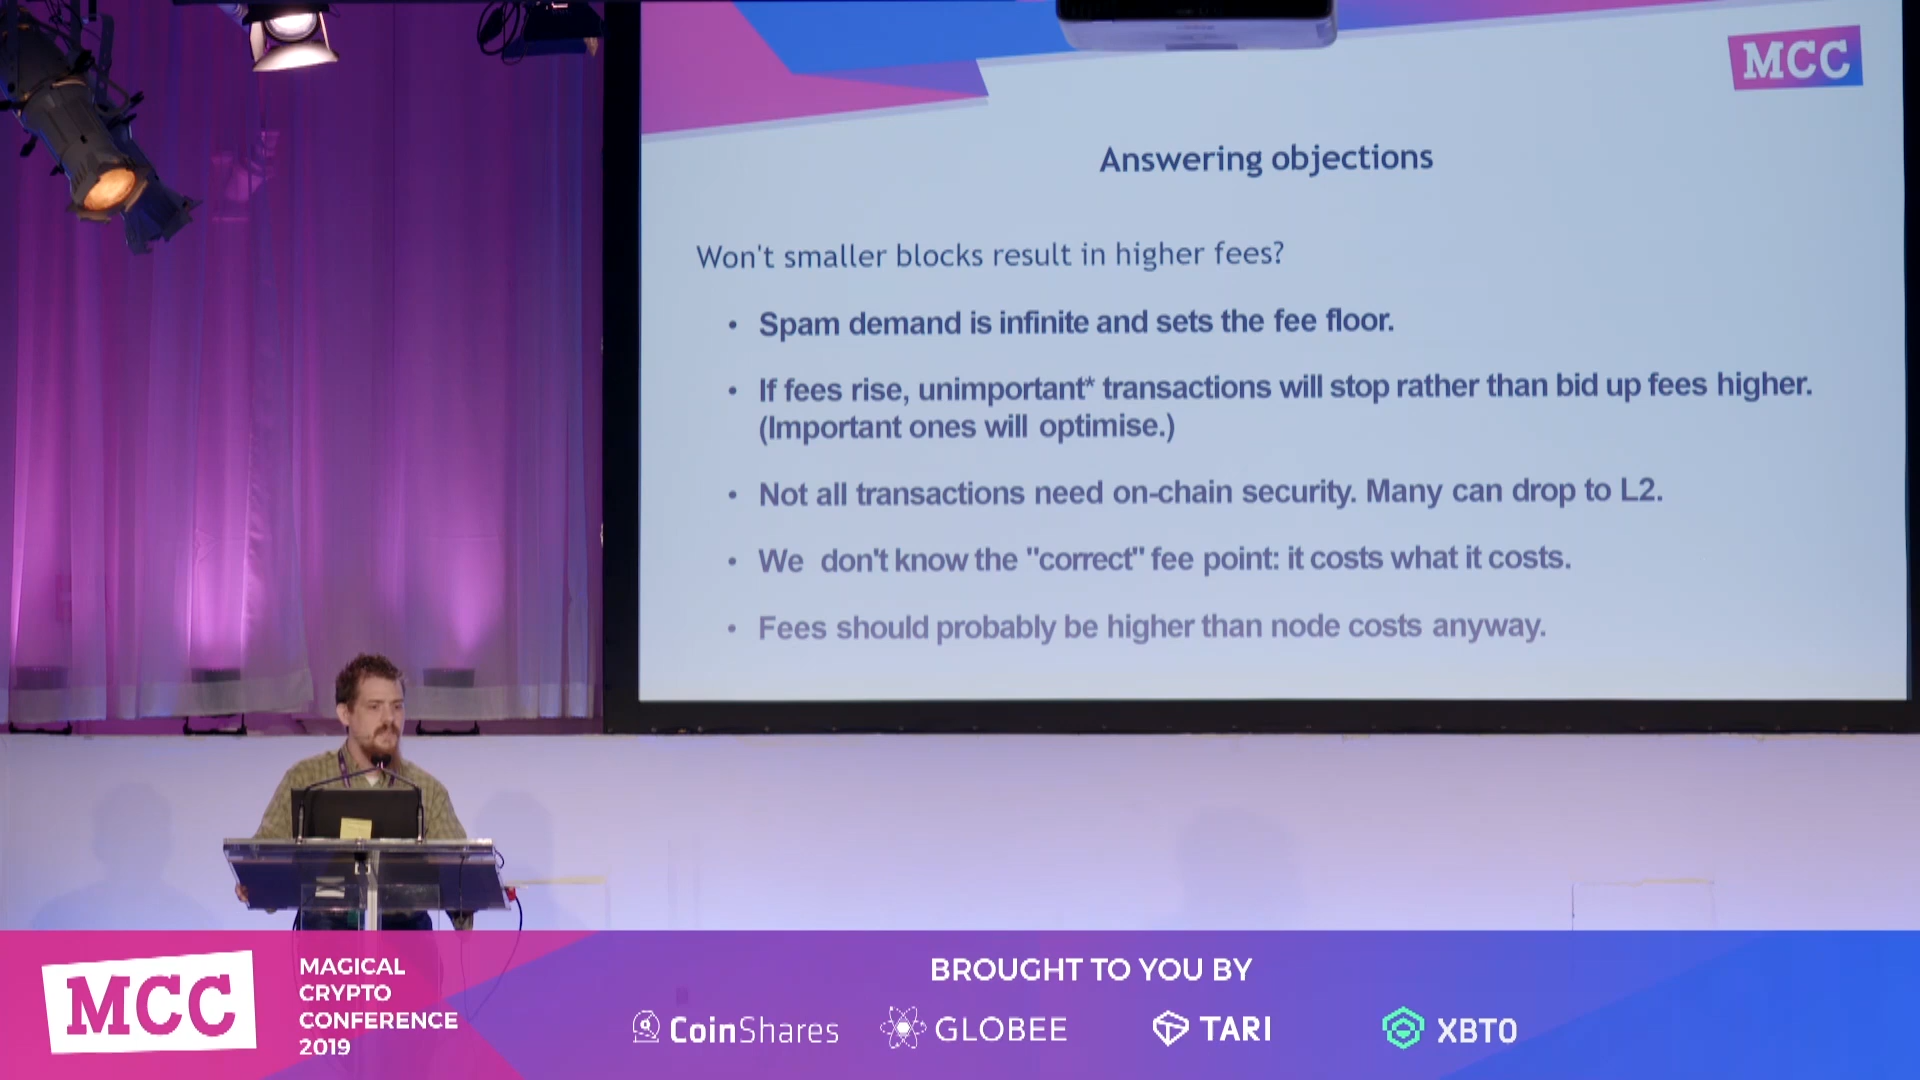 MCC
Answering objections
Won't smaller blocks result in higher fees?
• Spam demand is infinite and sets the fee floor.
• If fees rise, unimportant* transactions will stop rather than bid up fees higher.
(Important ones will optimise.)
• Not all transactions need on-chain security. Many can drop to L2.
• We don't know the "correct" fee point: it costs what it costs.
• Fees should probably be higher than node costs anyway.
MCC
MAGICAL
CRYPTO
CONFERENCE
2019
BROUGHT TO YOU BY
CoinShares
GLOBEE
TARI
XBTO